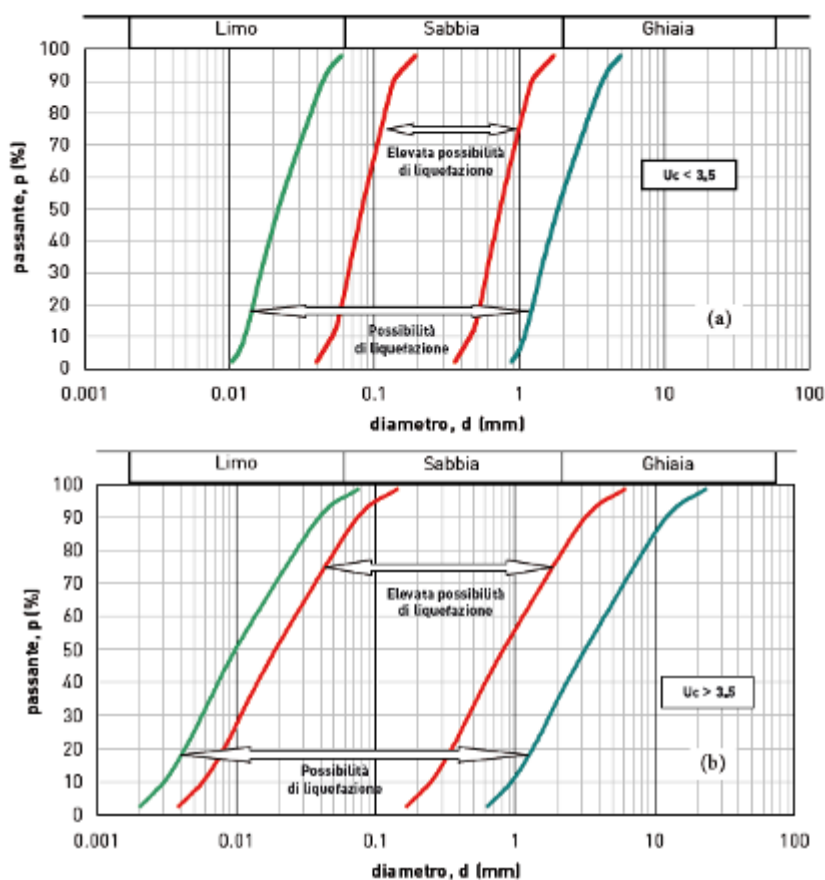 Limo Sabbia Ghiaia
100
90
80
70
60
50
40
30
20
10
0
passante, p (%)
Elevata possibilità
di liquefazione
Uc < 3,5
(a)
Possibilità
di liquefazione
0.001 0.01 0.1 1 10 100
diametro, d (mm)
Limo Sabbia Ghiaia
100
90
80
70
60
50
40
30
20
10
0
passante, p (%)
Elevata possibilità
di liquefazione
Uc > 3,5
(b)
Possibilità
di liquefazione
0.001 0.01 0.1 1 10 100
diametro, d (mm)